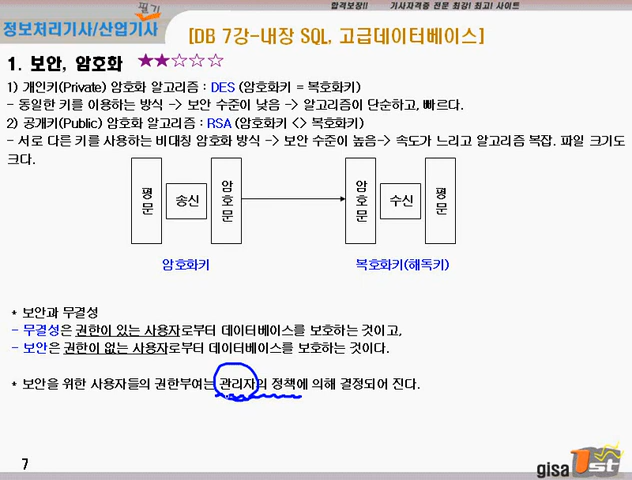 합격보장!! 기사자격증 전문 최강! 최고! 사이트
필기
정보처리기사/산업기사
[DB 7강-내장 SQL, 고급데이터베이스]
1. 보안, 암호화 ★★☆☆☆
1) 개인키(Private) 암호화 알고리즘 : DES (암호화키 = 복호화키)
- 동일한 키를 이용하는 방식 -> 보안 수준이 낮음 -> 알고리즘이 단순하고, 빠르다.
2) 공개키(Public) 암호화 알고리즘 : RSA (암호화키 <> 복호화키)
- 서로 다른 키를 사용하는 비대칭 암호화 방식 -> 보안 수준이 높음-> 속도가 느리고 알고리즘 복잡. 파일 크기도
크다.
평문 송신 암호문 암호문 수신 평문
암호화키 복호화키(해독키)
* 보안과 무결성
- 무결성은 권한이 있는 사용자로부터 데이터베이스를 보호하는 것이고,
- 보안은 권한이 없는 사용자로부터 데이터베이스를 보호하는 것이다.
* 보안을 위한 사용자들의 권한부여는 관리자의 정책에 의해 결정되어 진다.
7
gisa 1st